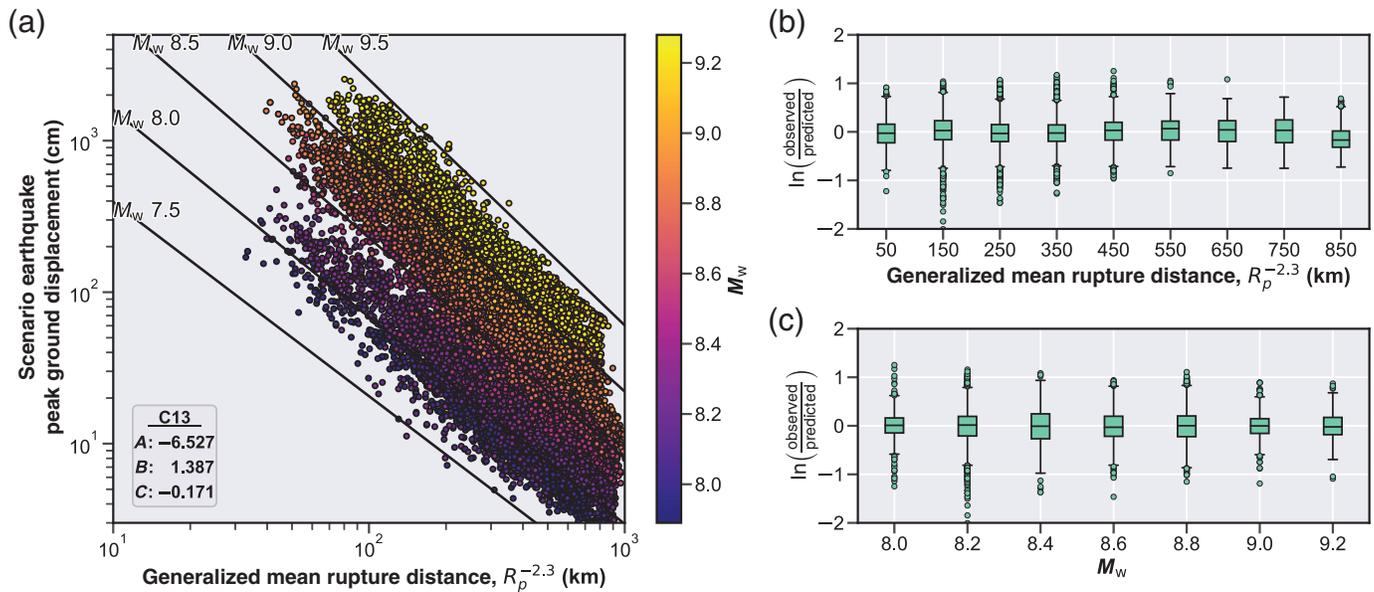 (a)
Mw 8.5
Mw 9.0
Mw 9.5
Mw 8.0
Mw 7.5
Scenario earthquake
peak ground displacement (cm)
10³
10²
10¹
C13
A: −6.527
B: 1.387
C: −0.171
10¹
10²
10³
Generalized mean rupture distance, Rp^−2.3 (km)
9.2
9.0
8.8
8.6
8.4
8.2
8.0
Mw
(b)
ln(observed/predicted)
2
1
0
−1
−2
50
150
250
350
450
550
650
750
850
Generalized mean rupture distance, Rp^−2.3 (km)
(c)
ln(observed/predicted)
2
1
0
−1
−2
8.0
8.2
8.4
8.6
8.8
9.0
9.2
Mw